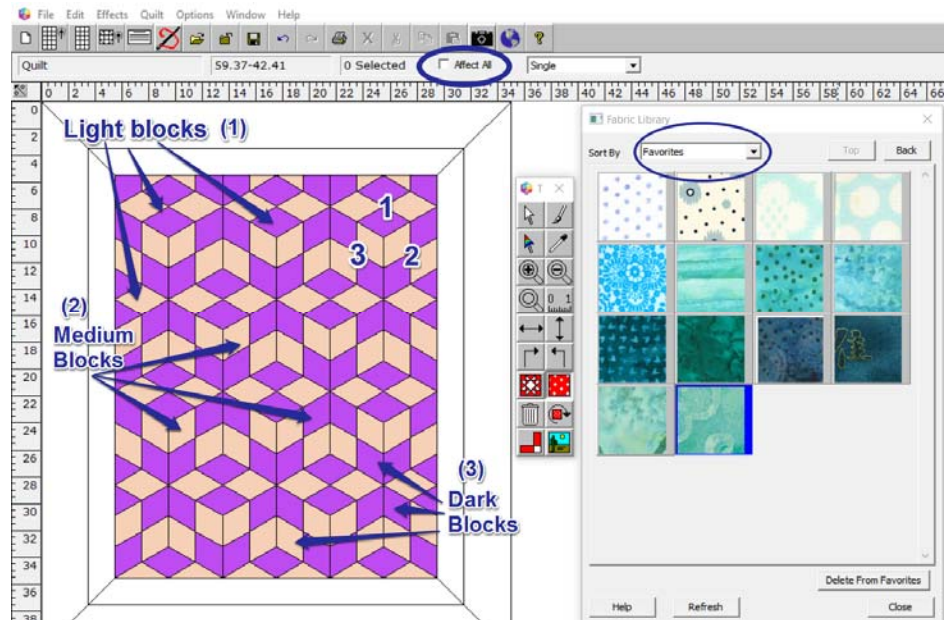 File Edit Effects Quilt Options Window Help
Quilt 59.37-42.41 0 Selected Affect All Single
0 2 4 6 8 10 12 14 16 18 20 22 24 26 28 30 32 34 36 38 40 42 44 46 48 50 52 54 56 58 60 62 64 66
0
2
4
6
8
10
12
14
16
18
20
22
24
26
28
30
32
34
36
38
Light blocks (1)
1
3 2
(2)
Medium
Blocks
(3)
Dark
Blocks
T
0 1
Fabric Library
Sort By Favorites Top Back
Delete From Favorites
Help Refresh Close